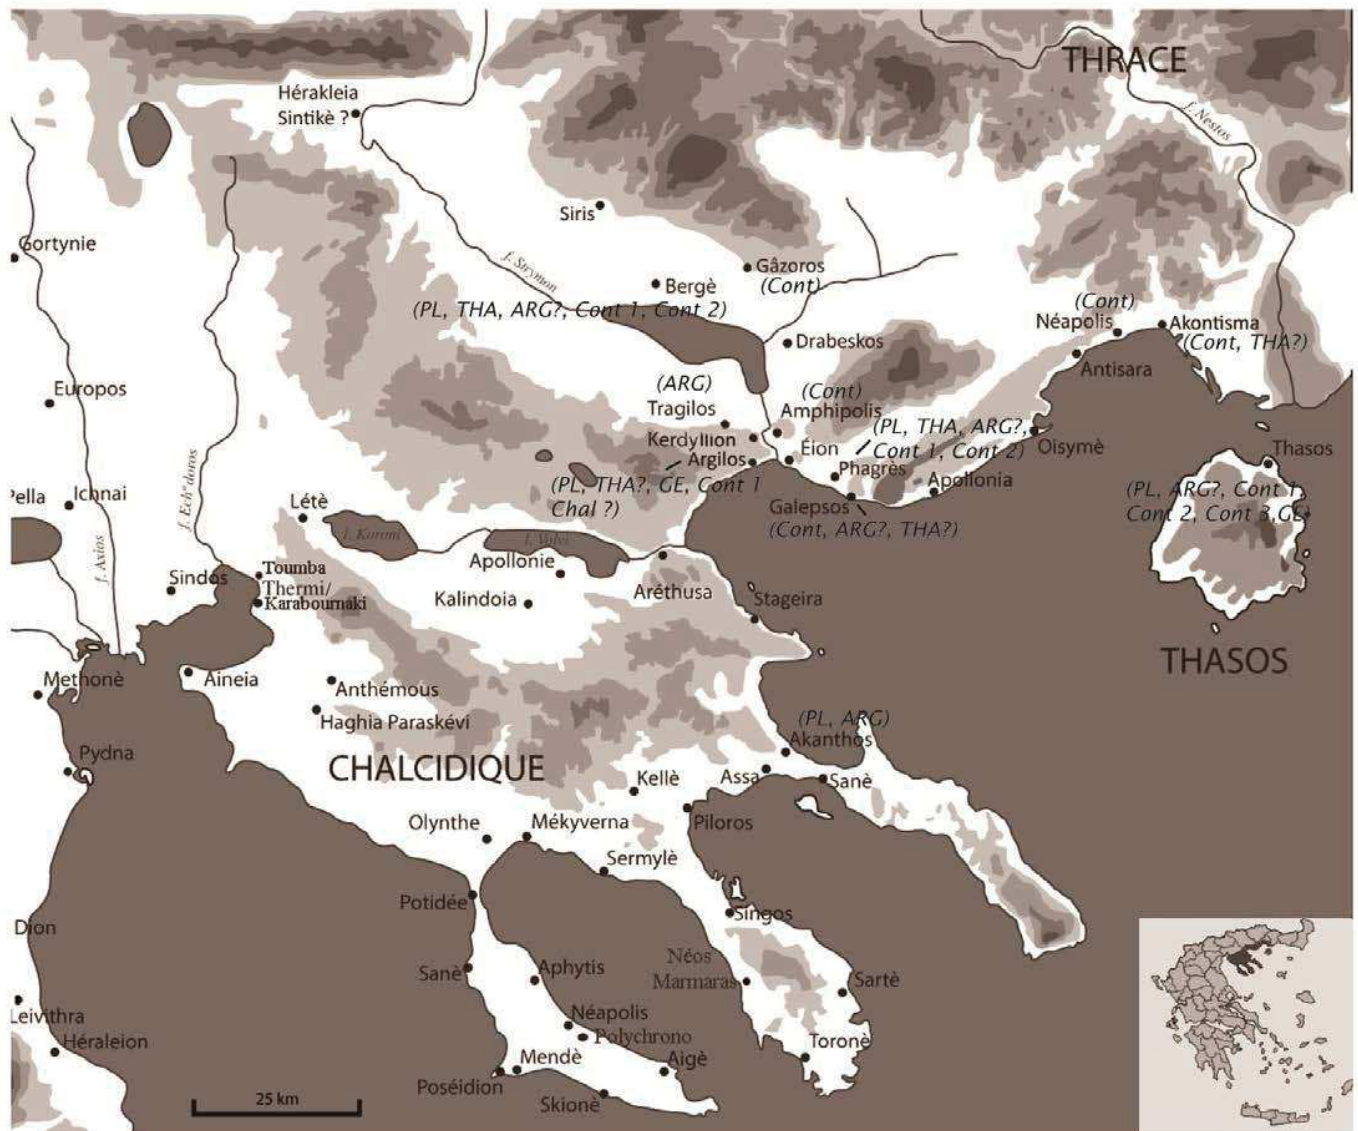 THRACE
Hérakleia
Sintikè ?
f. Nestos
Siris
Gortynie
f. Strymon
Gâzoros
(Cont)
Bergè
(PL, THA, ARG?, Cont 1, Cont 2)
(Cont)
Néapolis
Akontisma
(Cont, THA?)
Drabeskos
Antisara
Europos
(ARG)
Tragilos
(Cont)
Amphipolis
Kerdyllion
Argilos
(PL, THA?, GE, Cont 1
Chal ?)
Éion
(PL, THA, ARG?,
Cont 1, Cont 2)
Phagrès
Oisymè
Apollonia
Galepsos
(Cont, ARG?, THA?)
Thasos
(PL, ARG?, Cont 1,
Cont 2, Cont 3,GE)
THASOS
Pella
Ichnai
f. Axios
Létè
l. Koroni
l. Volvi
Apollonie
Kalindoia
Aréthusa
Stageira
Sindos
Toumba
Thermi/
Karabournaki
Methonè
Aineia
Anthémous
Haghia Paraskévi
Pydna
CHALCIDIQUE
(PL, ARG)
Akanthos
Assa
Sanè
Kellè
Piloros
Olynthe
Mékyverna
Sermylè
Potidée
Singos
Dion
Sanè
Aphytis
Néos
Marmaras
Sartè
Leivithra
Héraleion
Néapolis
Polychrono
Toronè
Mendè
Aigè
Poséidion
Skionè
25 km